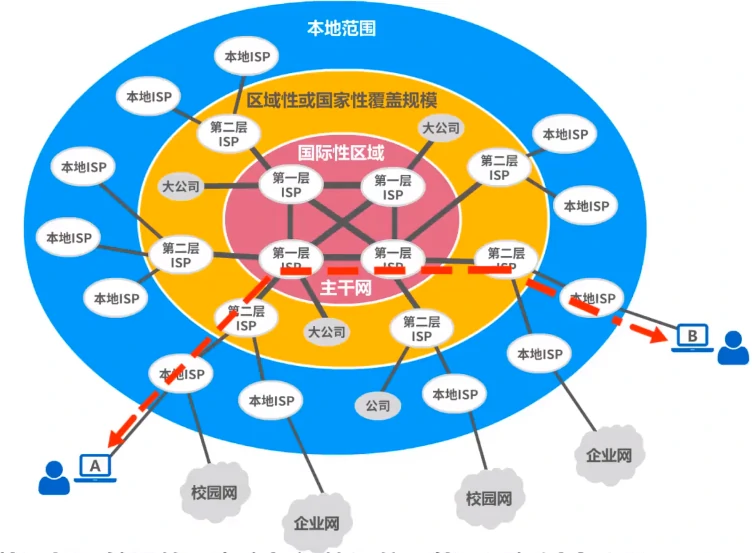 本地范围
本地ISP
区域性或国家性覆盖规模
本地ISP
第二层
ISP
大公司
本地ISP
国际性区域
本地ISP
第二层
ISP
大公司
第一层
ISP
第一层
ISP
本地ISP
本地ISP
第二层
ISP
第一层
ISP
第一层
ISP
第二层
ISP
主干网
本地ISP
本地ISP
第二层
ISP
大公司
第二层
ISP
B
本地ISP
本地ISP
本地ISP
公司
本地ISP
企业网
A
校园网
校园网
企业网